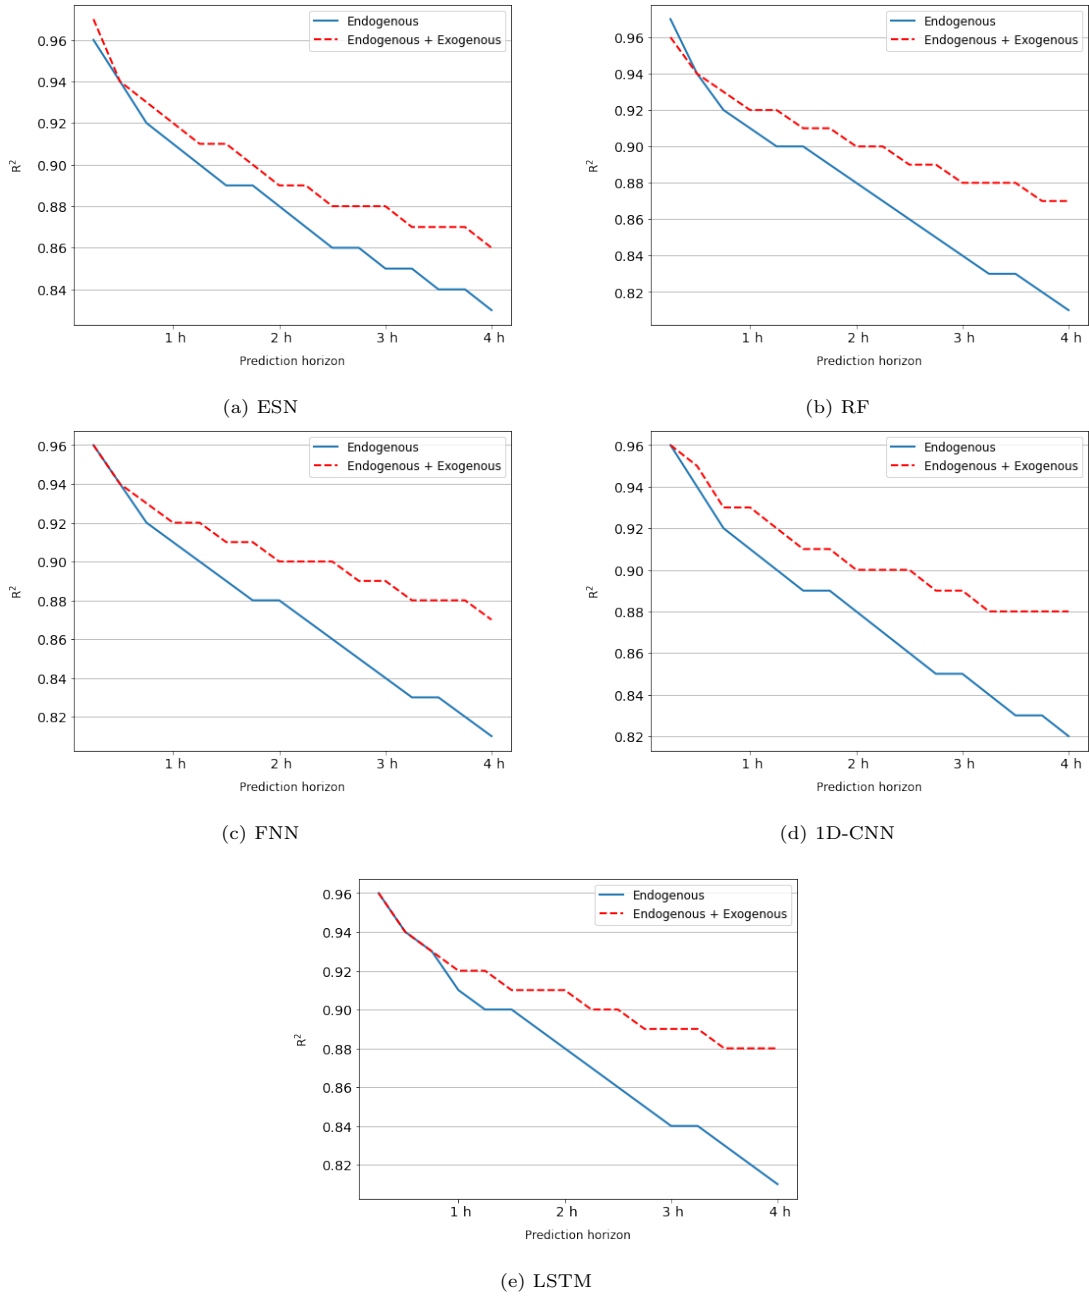 Endogenous
Endogenous + Exogenous
0.96
0.94
0.92
0.90
0.88
0.86
0.84
R²
1 h 2 h 3 h 4 h
Prediction horizon
(a) ESN
Endogenous
Endogenous + Exogenous
0.96
0.94
0.92
0.90
0.88
0.86
0.84
0.82
R²
1 h 2 h 3 h 4 h
Prediction horizon
(b) RF
Endogenous
Endogenous + Exogenous
0.96
0.94
0.92
0.90
0.88
0.86
0.84
0.82
R²
1 h 2 h 3 h 4 h
Prediction horizon
(c) FNN
Endogenous
Endogenous + Exogenous
0.96
0.94
0.92
0.90
0.88
0.86
0.84
0.82
R²
1 h 2 h 3 h 4 h
Prediction horizon
(d) 1D-CNN
Endogenous
Endogenous + Exogenous
0.96
0.94
0.92
0.90
0.88
0.86
0.84
0.82
R²
1 h 2 h 3 h 4 h
Prediction horizon
(e) LSTM